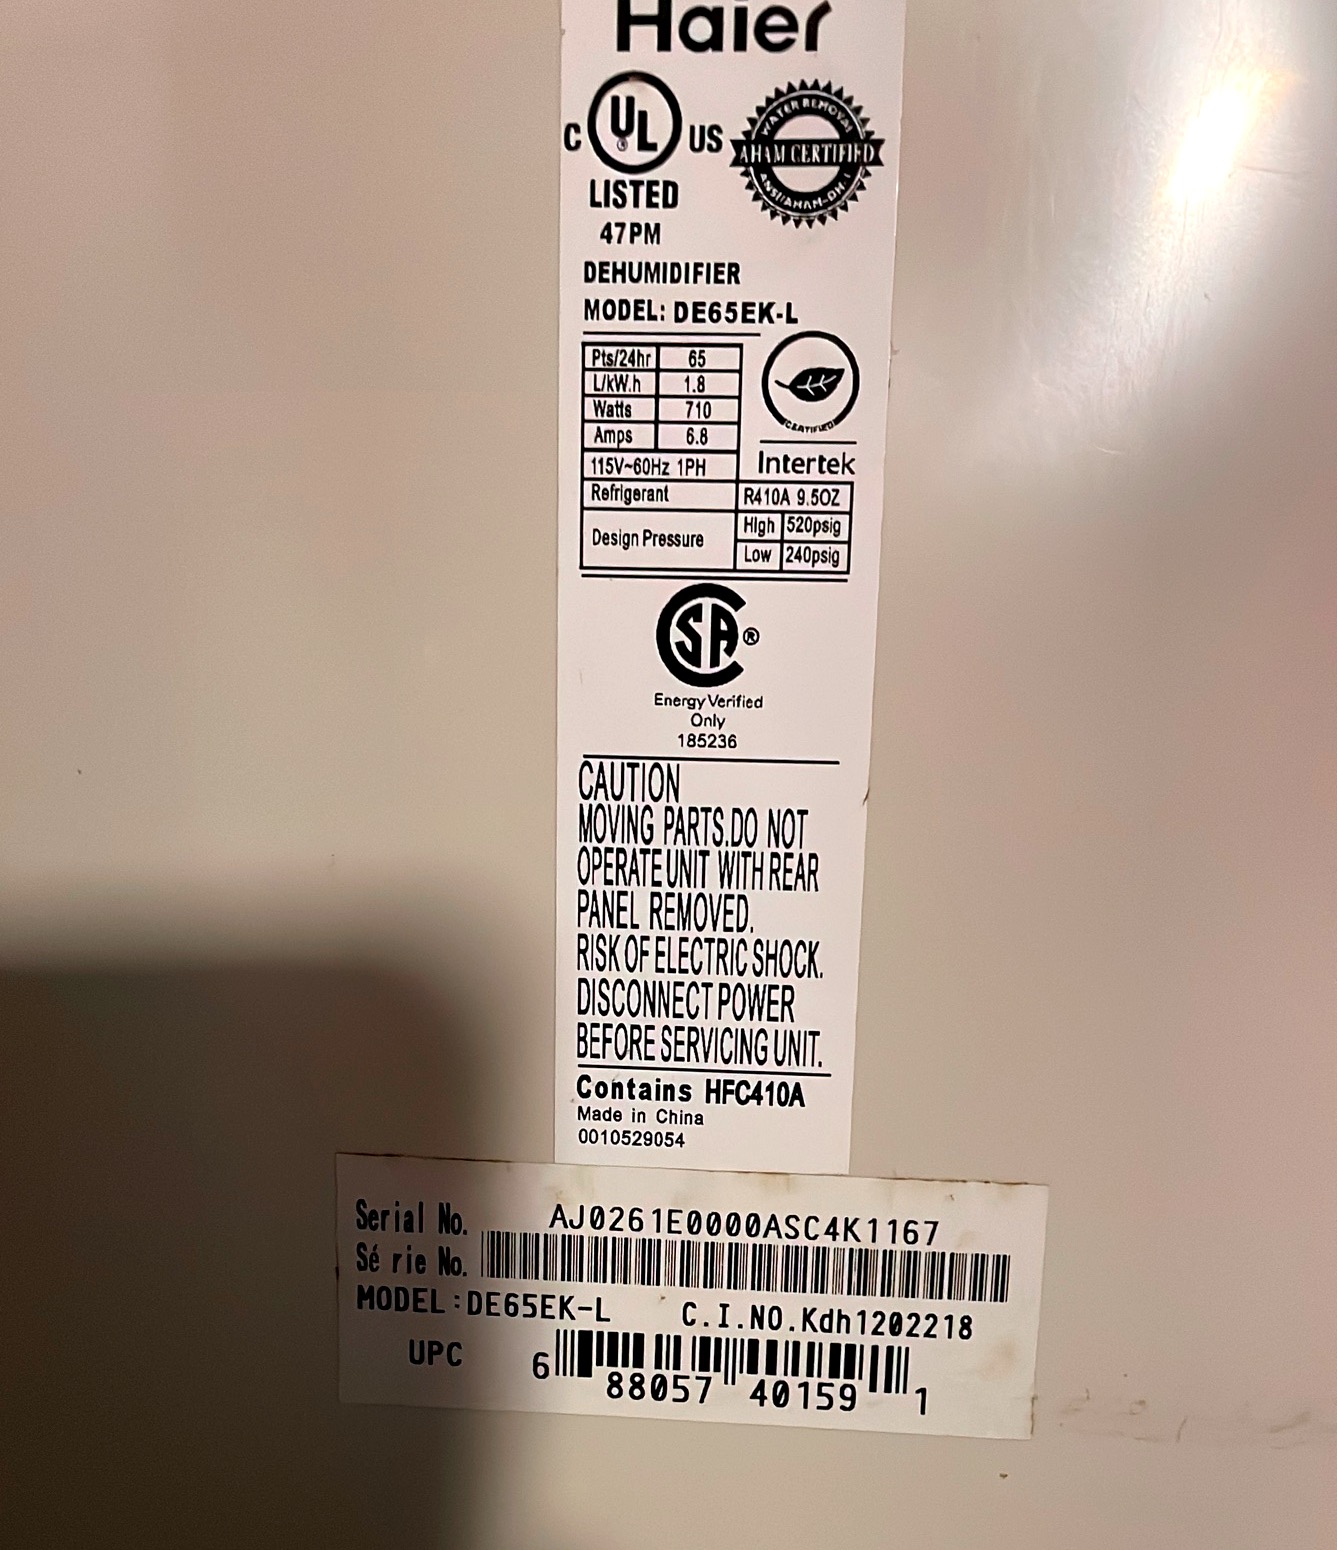 Haier
C UL ® US
LISTED
47PM
WATER REMOVAL
AHAM CERTIFIED
ANSI/AHAM-DH-1
DEHUMIDIFIER
MODEL: DE65EK-L
Pts/24hr 65
L/kW.h 1.8
Watts 710
Amps 6.8
115V~60Hz 1PH
CERTIFIED
Intertek
Refrigerant R410A 9.5OZ
Design Pressure High 520psig
Low 240psig
CSA ®
Energy Verified
Only
185236
CAUTION
MOVING PARTS.DO NOT
OPERATE UNIT WITH REAR
PANEL REMOVED.
RISK OF ELECTRIC SHOCK.
DISCONNECT POWER
BEFORE SERVICING UNIT.
Contains HFC410A
Made in China
0010529054
Serial No. AJ0261E0000ASC4K1167
Sé rie No.
MODEL:DE65EK-L C.I.NO.Kdh1202218
UPC 6 88057 40159 1